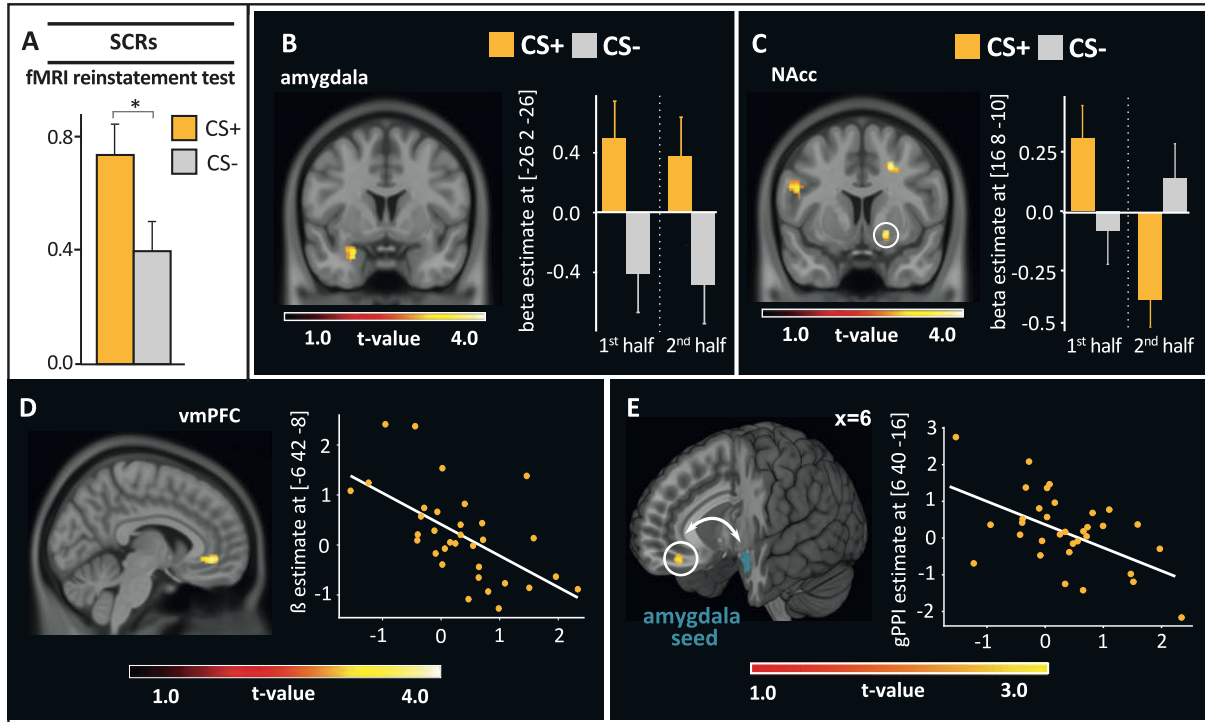 A
SCRs
fMRI reinstatement test
*
CS+
CS-
0.8
0.4
0.0
B
CS+ CS-
amygdala
beta estimate at [-26 2 -26]
0.4
0.0
-0.4
1st half 2nd half
1.0 t-value 4.0
C
CS+ CS-
NAcc
beta estimate at [16 8 -10]
0.25
0.0
-0.25
-0.5
1st half 2nd half
1.0 t-value 4.0
D
vmPFC
ß estimate at [-6 42 -8]
2
1
0
-1
-1 0 1 2
1.0 t-value 4.0
E
x=6
amygdala
seed
gPPI estimate at [6 40 -16]
3
2
1
0
-1
-2
-1 0 1 2
1.0 t-value 3.0